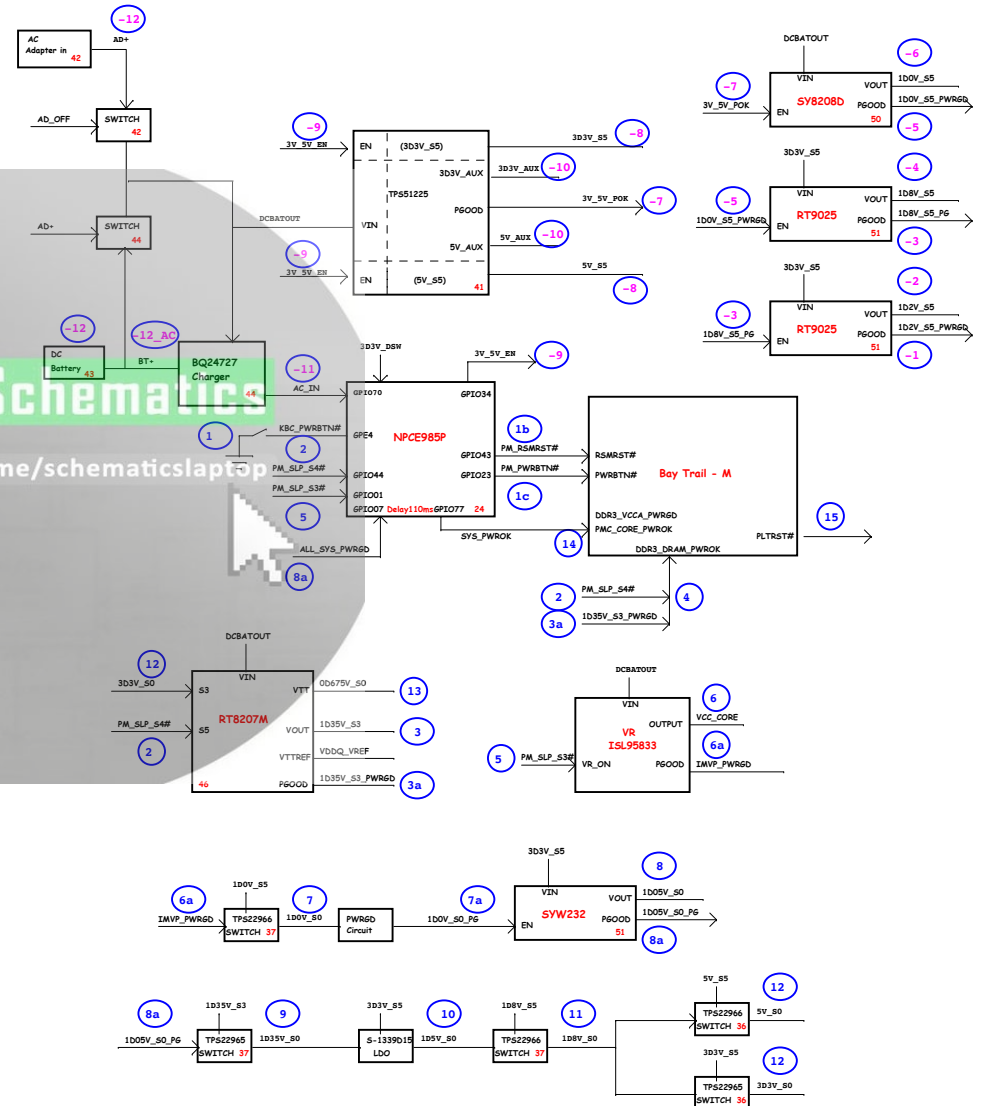 -12
AC
Adapter in
42
AD+
AD_OFF
SWITCH
42
AD+
SWITCH
44
-12
-12_AC
DC
Battery
43
BT+
BQ24727
Charger
44
-11
AC_IN
-9
3V_5V_EN
EN
(3D3V_S5)
3D3V_S5
-8
3D3V_AUX
3D3V_AUX
-10
TPS51225
DCBATOUT
VIN
PGOOD
3V_5V_POK
-7
5V_AUX
5V_AUX
-10
-9
3V_5V_EN
EN
(5V_S5)
41
5V_S5
-8
DCBATOUT
VIN
-7
3V_5V_POK
EN
SY8208D
50
VOUT
PGOOD
-6
1D0V_S5
1D0V_S5_PWRGD
-5
3D3V_S5
VIN
-5
1D0V_S5_PWRGD
EN
RT9025
51
VOUT
PGOOD
-4
1D8V_S5
1D8V_S5_PG
-3
3D3V_S5
VIN
-3
1D8V_S5_PG
EN
RT9025
51
VOUT
PGOOD
-2
1D2V_S5
1D2V_S5_PWRGD
-1
Schematics
me/schematicslaptop
3D3V_DSW
3V_5V_EN
-9
GPIO70
GPIO34
1
KBC_PWRBTN#
GPE4
NPCE985P
2
PM_SLP_S4#
GPIO44
PM_SLP_S3#
GPIO01
5
GPIO07
Delay110ms
GPIO77
24
GPIO43
GPIO23
1b
PM_RSMRST#
PM_PWRBTN#
1c
ALL_SYS_PWRGD
8a
SYS_PWROK
14
RSMRST#
PWRBTN#
Bay Trail - M
DDR3_VCCA_PWRGD
PMC_CORE_PWROK
DDR3_DRAM_PWROK
PLTRST#
15
2
PM_SLP_S4#
4
3a
1D35V_S3_PWRGD
DCBATOUT
VIN
12
3D3V_S0
S3
PM_SLP_S4#
S5
2
RT8207M
46
VTT
0D675V_S0
13
VOUT
1D35V_S3
3
VTTREF
VDDQ_VREF
PGOOD
1D35V_S3_PWRGD
3a
DCBATOUT
VIN
5
PM_SLP_S3#
VR_ON
VR
ISL95833
OUTPUT
PGOOD
6
VCC_CORE
6a
IMVP_PWRGD
6a
IMVP_PWRGD
1D0V_S5
TPS22966
SWITCH 37
7
1D0V_S0
PWRGD
Circuit
7a
1D0V_S0_PG
3D3V_S5
VIN
EN
SYW232
51
VOUT
PGOOD
8
1D05V_S0
1D05V_S0_PG
8a
8a
1D05V_S0_PG
1D35V_S3
TPS22965
SWITCH 37
9
1D35V_S0
3D3V_S5
S-1339D15
LDO
10
1D5V_S0
1D8V_S5
TPS22966
SWITCH 37
11
1D8V_S0
5V_S5
TPS22966
SWITCH 36
12
5V_S0
3D3V_S5
TPS22965
SWITCH 36
12
3D3V_S0